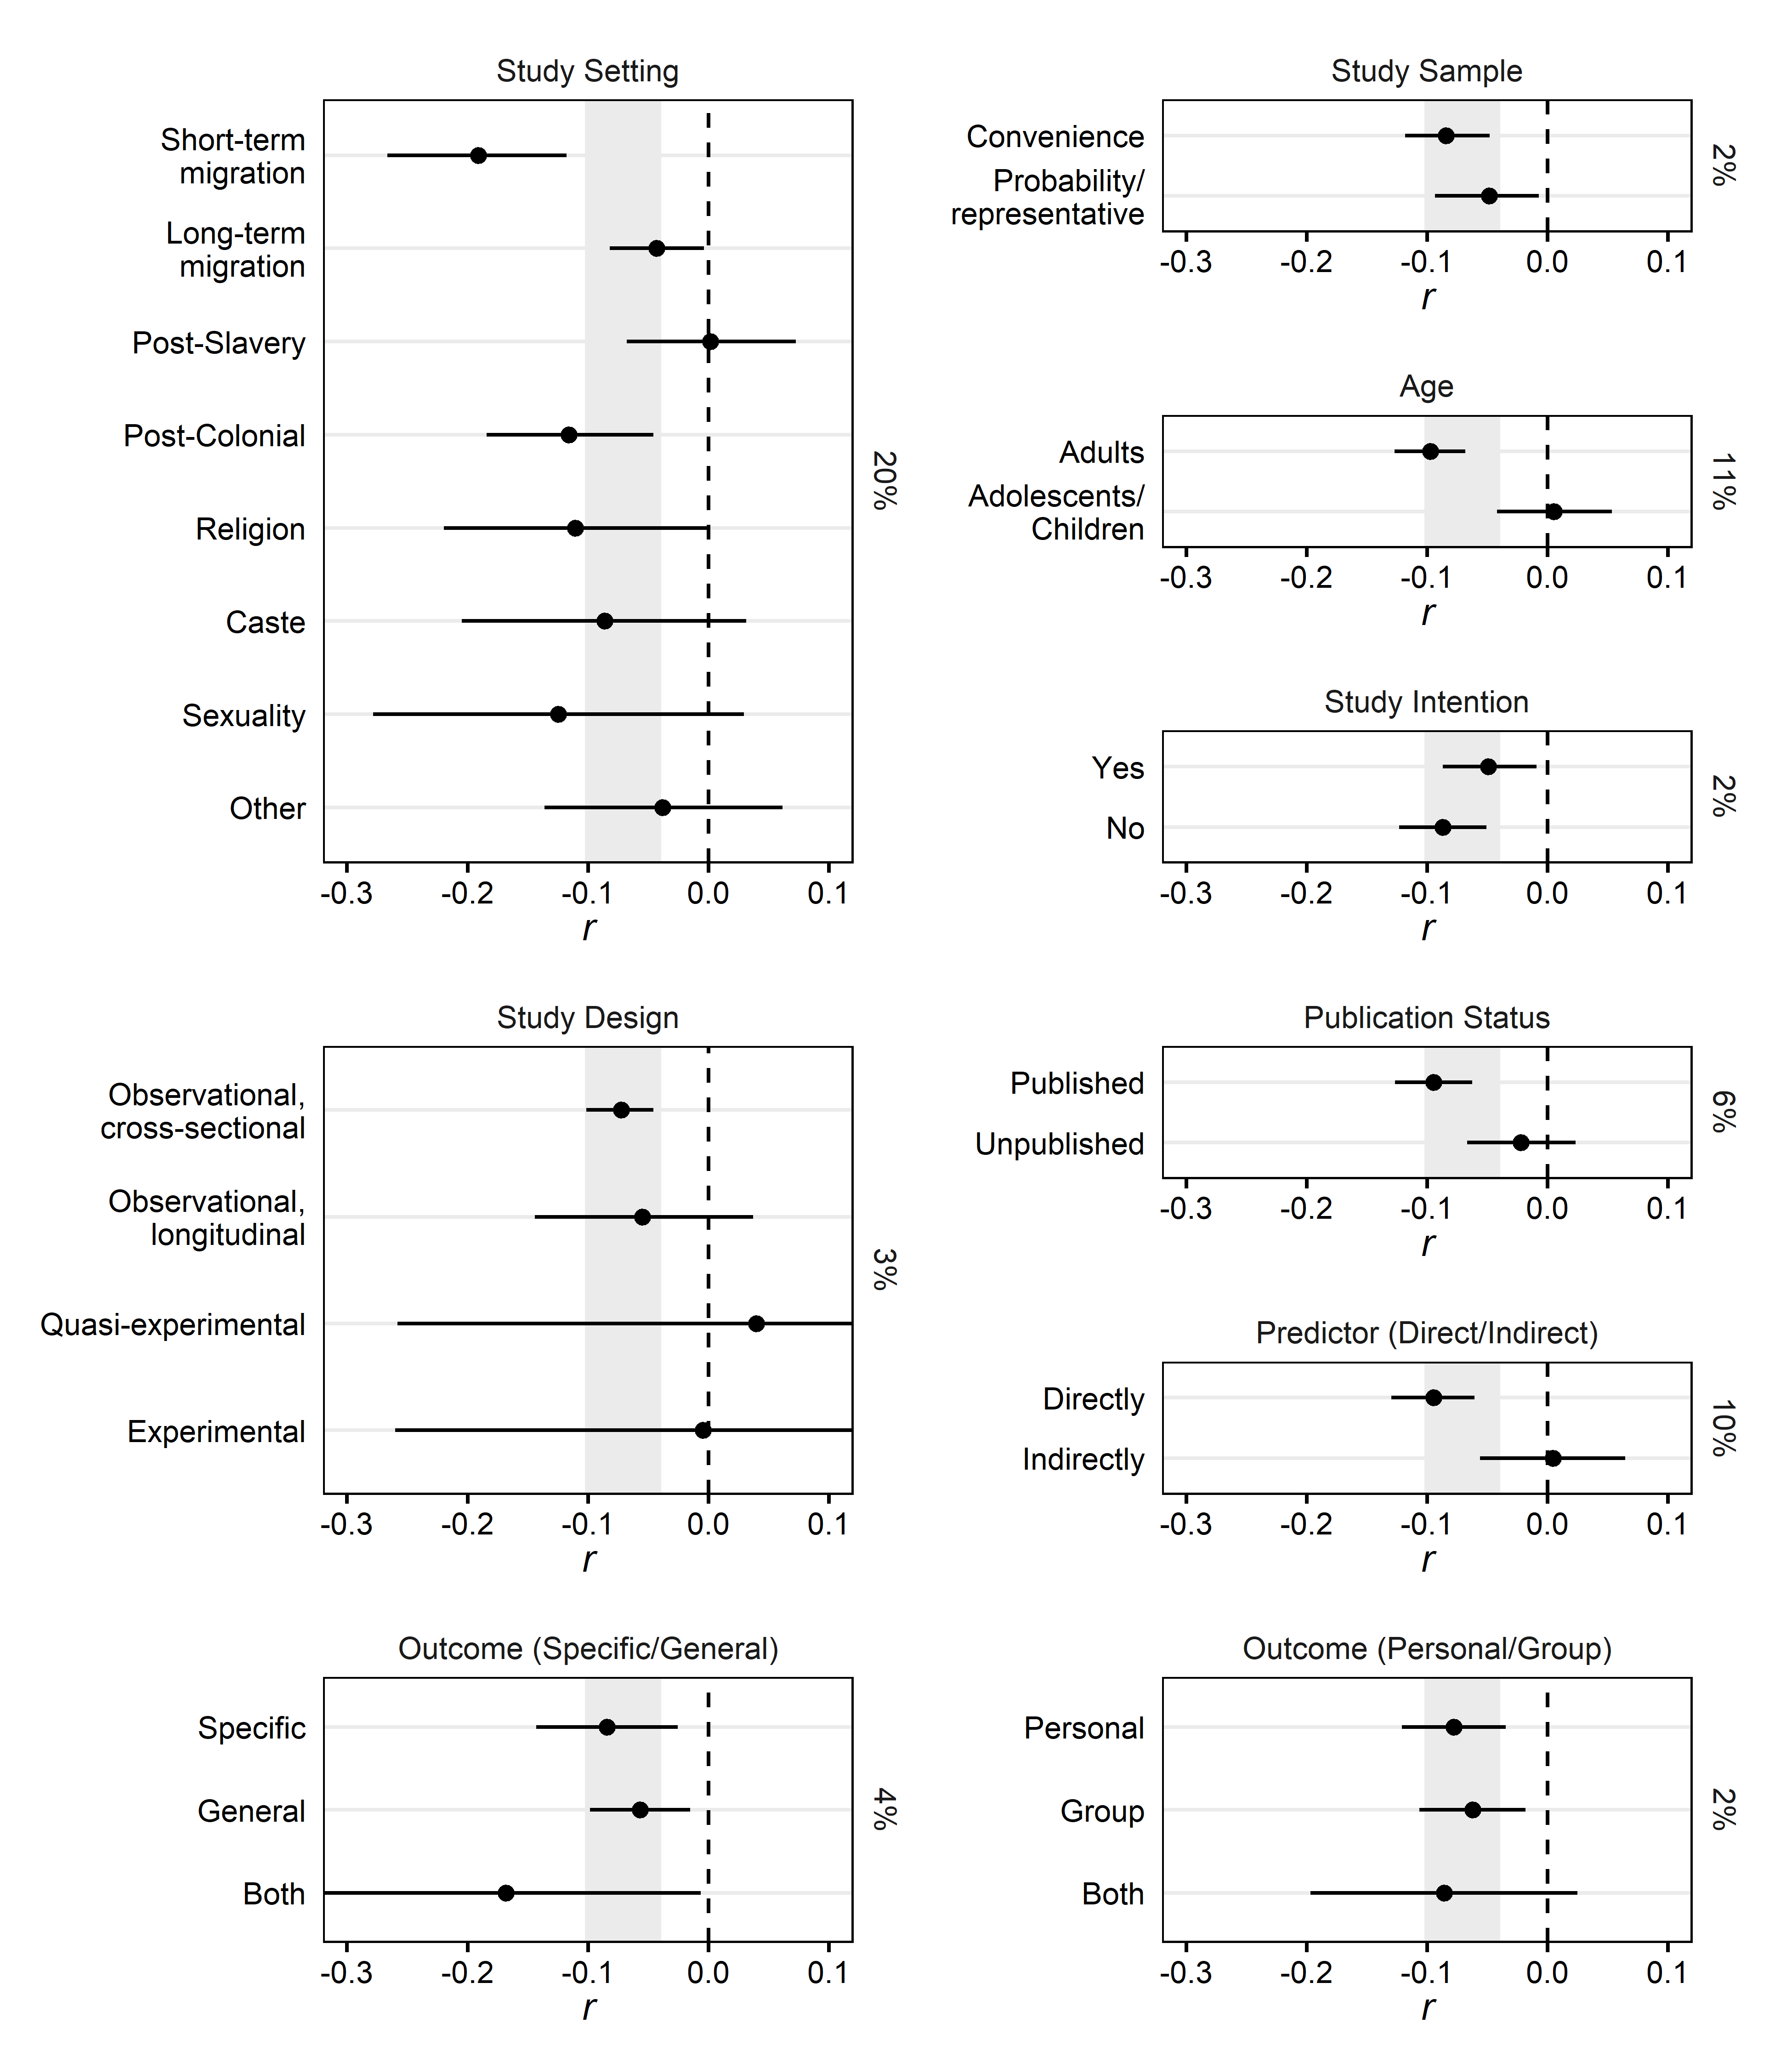 Study Setting
Short-term
migration
Long-term
migration
Post-Slavery
Post-Colonial
Religion
Caste
Sexuality
Other
20%
-0.3 -0.2 -0.1 0.0 0.1
r
Study Design
Observational,
cross-sectional
Observational,
longitudinal
Quasi-experimental
Experimental
3%
-0.3 -0.2 -0.1 0.0 0.1
r
Outcome (Specific/General)
Specific
General
Both
4%
-0.3 -0.2 -0.1 0.0 0.1
r
Study Sample
Convenience
Probability/
representative
2%
-0.3 -0.2 -0.1 0.0 0.1
r
Age
Adults
Adolescents/
Children
11%
-0.3 -0.2 -0.1 0.0 0.1
r
Study Intention
Yes
No
2%
-0.3 -0.2 -0.1 0.0 0.1
r
Publication Status
Published
Unpublished
6%
-0.3 -0.2 -0.1 0.0 0.1
r
Predictor (Direct/Indirect)
Directly
Indirectly
10%
-0.3 -0.2 -0.1 0.0 0.1
r
Outcome (Personal/Group)
Personal
Group
Both
2%
-0.3 -0.2 -0.1 0.0 0.1
r